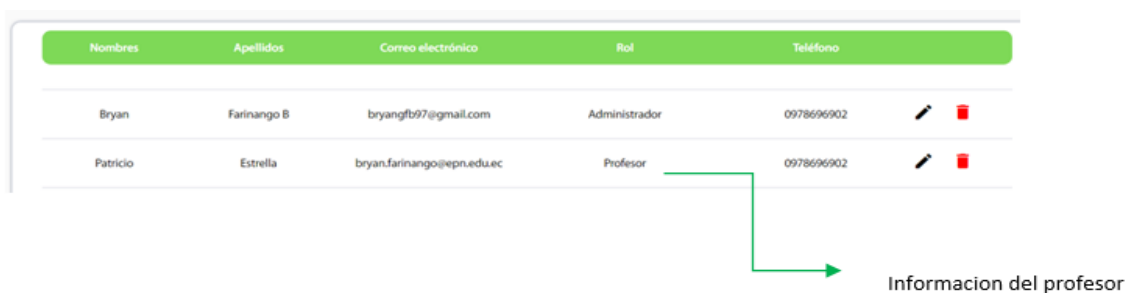 Nombres Apellidos Correo electrónico Rol Teléfono
Bryan Farinango B bryangfb97@gmail.com Administrador 0978696902
Patricio Estrella bryan.farinango@epn.edu.ec Profesor 0978696902
Informacion del profesor